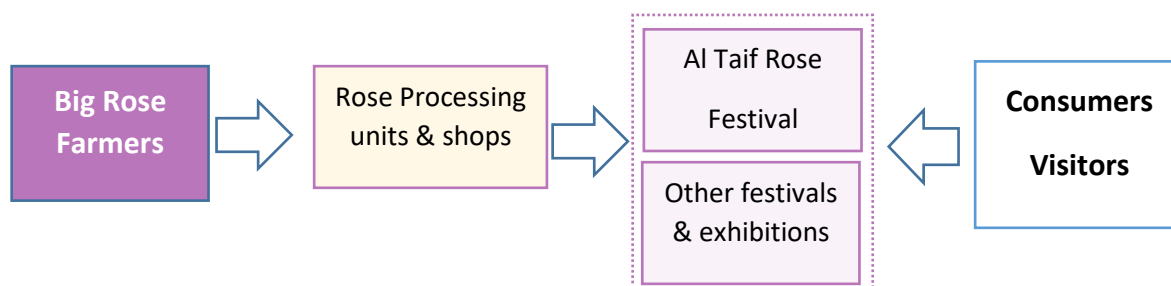 Big Rose
Farmers
Rose Processing
units & shops
Al Taif Rose
Festival
Other festivals
& exhibitions
Consumers
Visitors